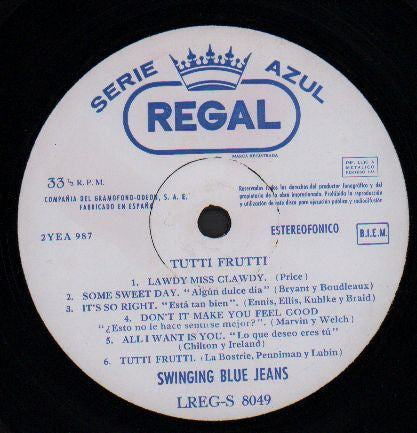 SERIE AZUL
REGAL
MARCA REGISTRADA
33 1/3 R.P.M.
COMPAÑIA DEL GRAMOFONO-ODEON, S. A. E.
FABRICADO EN ESPAÑA
2YEA 987
Reservados todos los derechos del productor fonográfico y del
propietario de la obra impresionada. Prohibida la reproducción
y utilización de este disco para ejecución pública y radiodifusión
ESTEREOFONICO
B.I.E.M.
TUTTI FRUTTI
1. LAWDY MISS CLAWDY. (Price)
2. SOME SWEET DAY. "Algún dulce día" (Bryant y Boudleaux)
3. IT'S SO RIGHT. "Está tan bien". (Ennis, Ellis, Kuhlke y Braid)
4. DON'T IT MAKE YOU FEEL GOOD
"¿Esto no le hace sentirse mejor?". (Marvin y Welch)
5. ALL I WANT IS YOU. "Lo que deseo eres tú"
(Chilton y Ireland)
6. TUTTI FRUTTI. (La Bostrie, Penniman y Lubin)
SWINGING BLUE JEANS
LREG-S 8049